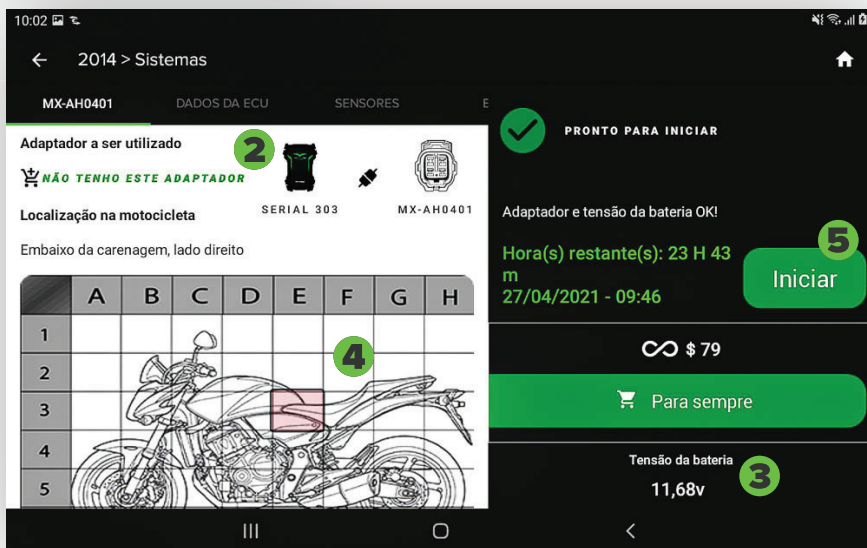 10:02
2014 > Sistemas
MX-AH0401
DADOS DA ECU
SENSORES
E
Adaptador a ser utilizado
2
NÃO TENHO ESTE ADAPTADOR
SERIAL 303
MX-AH0401
Localização na motocicleta
Embaixo da carenagem, lado direito
A B C D E F G H
1
2
3
4
5
4
PRONTO PARA INICIAR
Adaptador e tensão da bateria OK!
Hora(s) restante(s): 23 H 43
m
27/04/2021 - 09:46
5
Iniciar
$ 79
Para sempre
Tensão da bateria
3
11,68v